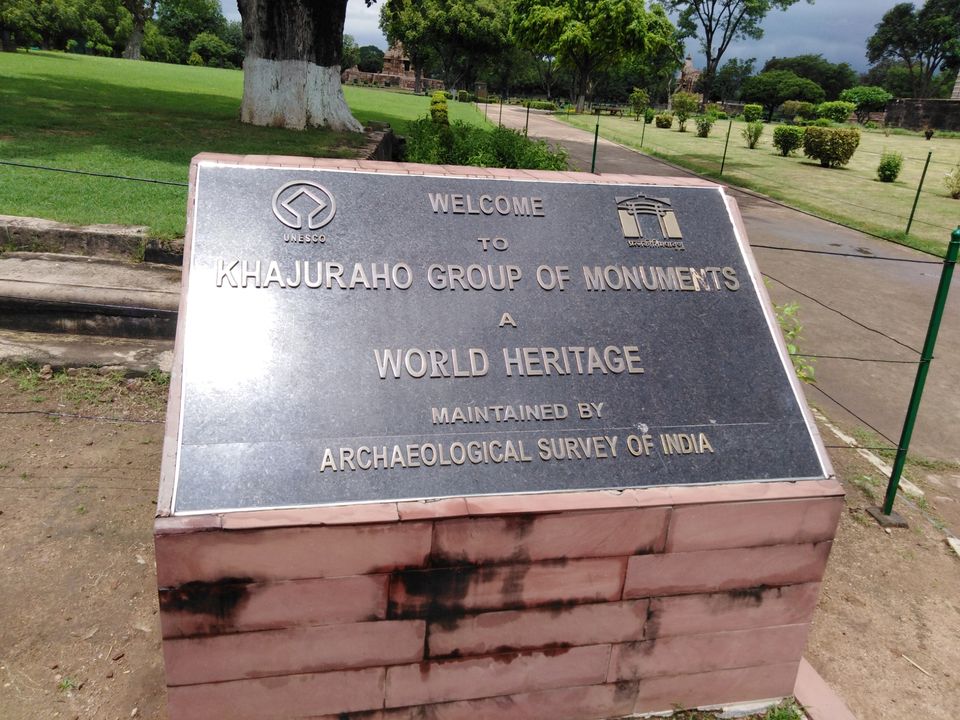 UNESCO
WELCOME
TO
KHAJURAHO GROUP OF MONUMENTS
A
WORLD HERITAGE
MAINTAINED BY
ARCHAEOLOGICAL SURVEY OF INDIA